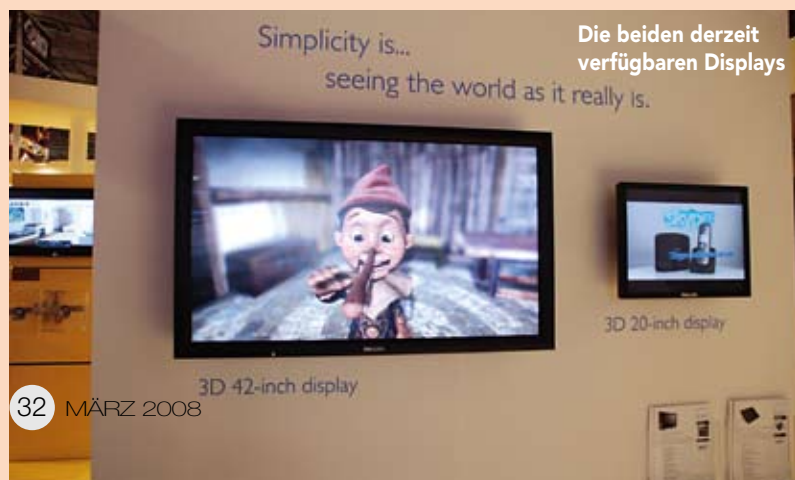 Simplicity is...
seeing the world as it really is.
Die beiden derzeit
verfügbaren Displays
skype
3D 20-inch display
3D 42-inch display
32 MÄRZ 2008